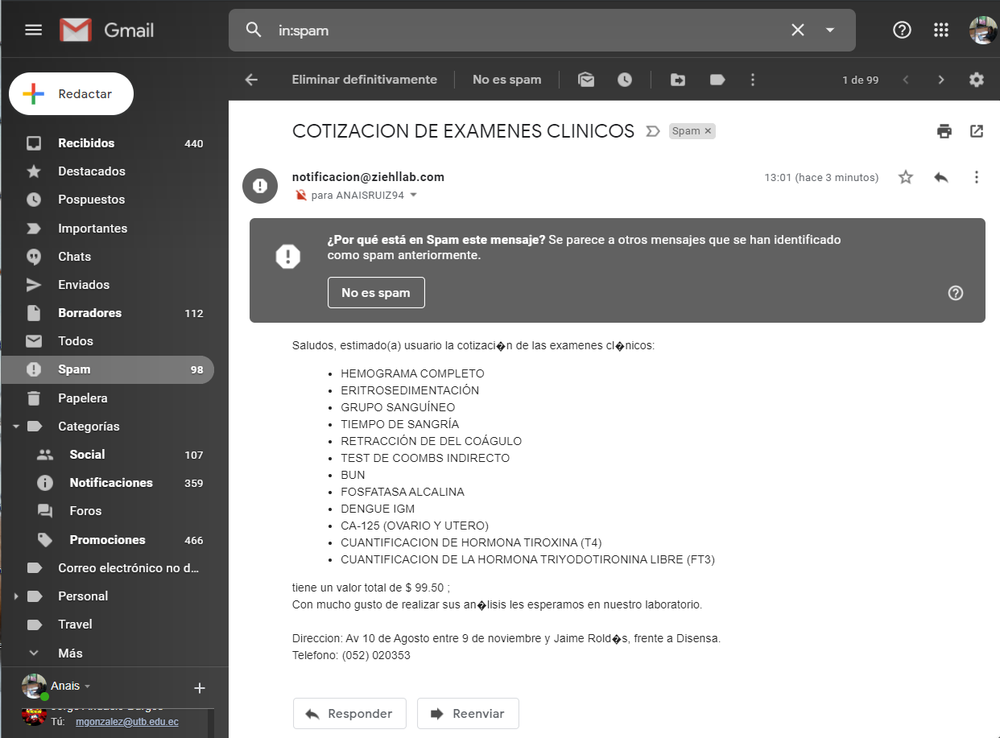 Gmail
in:spam
Redactar
Eliminar definitivamente
No es spam
1 de 99
Recibidos 440
Destacados
Pospuestos
Importantes
Chats
Enviados
Borradores 112
Todos
Spam 98
Papelera
Categorías
Social 107
Notificaciones 359
Foros
Promociones 466
Correo electrónico no d...
Personal
Travel
Más
Anais
Tú: mgonzalez@utb.edu.ec
COTIZACION DE EXAMENES CLINICOS
Spam ×
notificacion@ziehllab.com
13:01 (hace 3 minutos)
para ANAISRUIZ94
¿Por qué está en Spam este mensaje? Se parece a otros mensajes que se han identificado
como spam anteriormente.
No es spam
Saludos, estimado(a) usuario la cotizaci�n de las examenes cl�nicos:
• HEMOGRAMA COMPLETO
• ERITROSEDIMENTACIÓN
• GRUPO SANGUÍNEO
• TIEMPO DE SANGRÍA
• RETRACCIÓN DE DEL COÁGULO
• TEST DE COOMBS INDIRECTO
• BUN
• FOSFATASA ALCALINA
• DENGUE IGM
• CA-125 (OVARIO Y UTERO)
• CUANTIFICACION DE HORMONA TIROXINA (T4)
• CUANTIFICACION DE LA HORMONA TRIYODOTIRONINA LIBRE (FT3)
tiene un valor total de $ 99.50 ;
Con mucho gusto de realizar sus an�lisis les esperamos en nuestro laboratorio.
Direccion: Av 10 de Agosto entre 9 de noviembre y Jaime Rold�s, frente a Disensa.
Telefono: (052) 020353
Responder
Reenviar